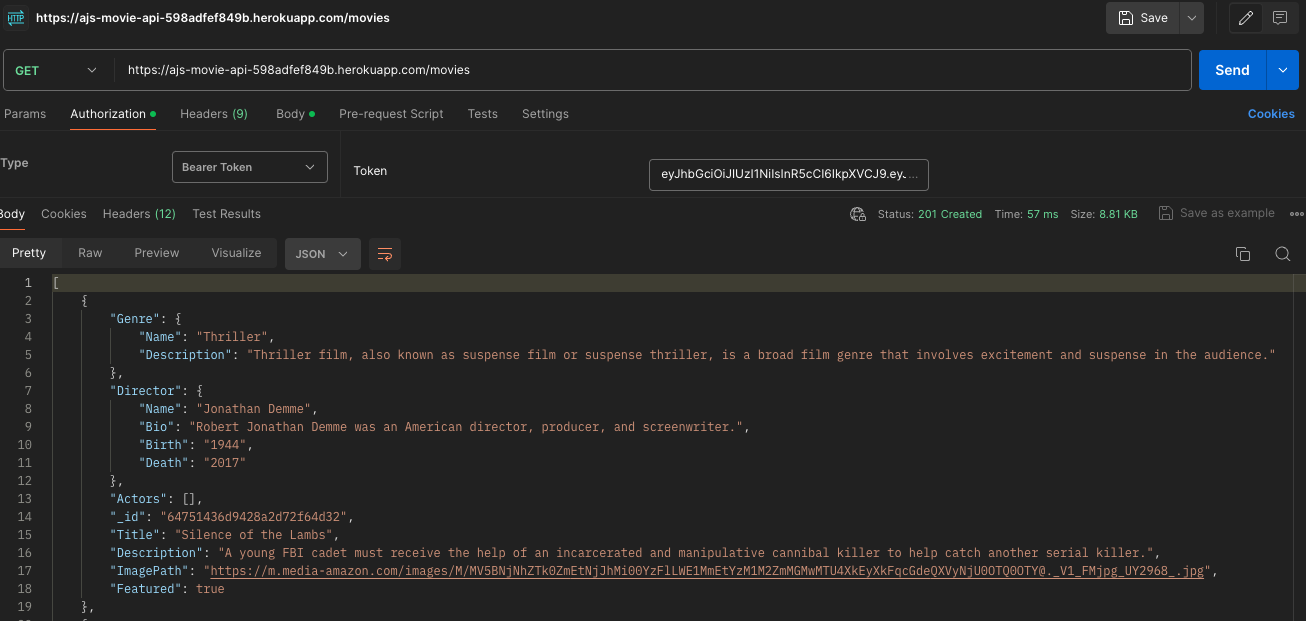 HTTP https://ajs-movie-api-598adfef849b.herokuapp.com/movies Save
GET https://ajs-movie-api-598adfef849b.herokuapp.com/movies Send
Params Authorization Headers (9) Body Pre-request Script Tests Settings Cookies
Type Bearer Token Token eyJhbGciOiJIUzI1NiIsInR5cCI6IkpXVCJ9.eyJ...
Body Cookies Headers (12) Test Results Status: 201 Created Time: 57 ms Size: 8.81 KB Save as example
Pretty Raw Preview Visualize JSON
1 [
2 {
3 "Genre": {
4 "Name": "Thriller",
5 "Description": "Thriller film, also known as suspense film or suspense thriller, is a broad film genre that involves excitement and suspense in the audience."
6 },
7 "Director": {
8 "Name": "Jonathan Demme",
9 "Bio": "Robert Jonathan Demme was an American director, producer, and screenwriter.",
10 "Birth": "1944",
11 "Death": "2017"
12 },
13 "Actors": [],
14 "_id": "64751436d9428a2d72f64d32",
15 "Title": "Silence of the Lambs",
16 "Description": "A young FBI cadet must receive the help of an incarcerated and manipulative cannibal killer to help catch another serial killer.",
17 "ImagePath": "https://m.media-amazon.com/images/M/MV5BNjNhZTk0ZmEtNjJhMi00YzFlLWE1MmEtYzM1M2ZmMGMwMTU4XkEyXkFqcGdeQXVyNjU0OTQ0OTY@._V1_FMjpg_UY2968_.jpg",
18 "Featured": true
19 },